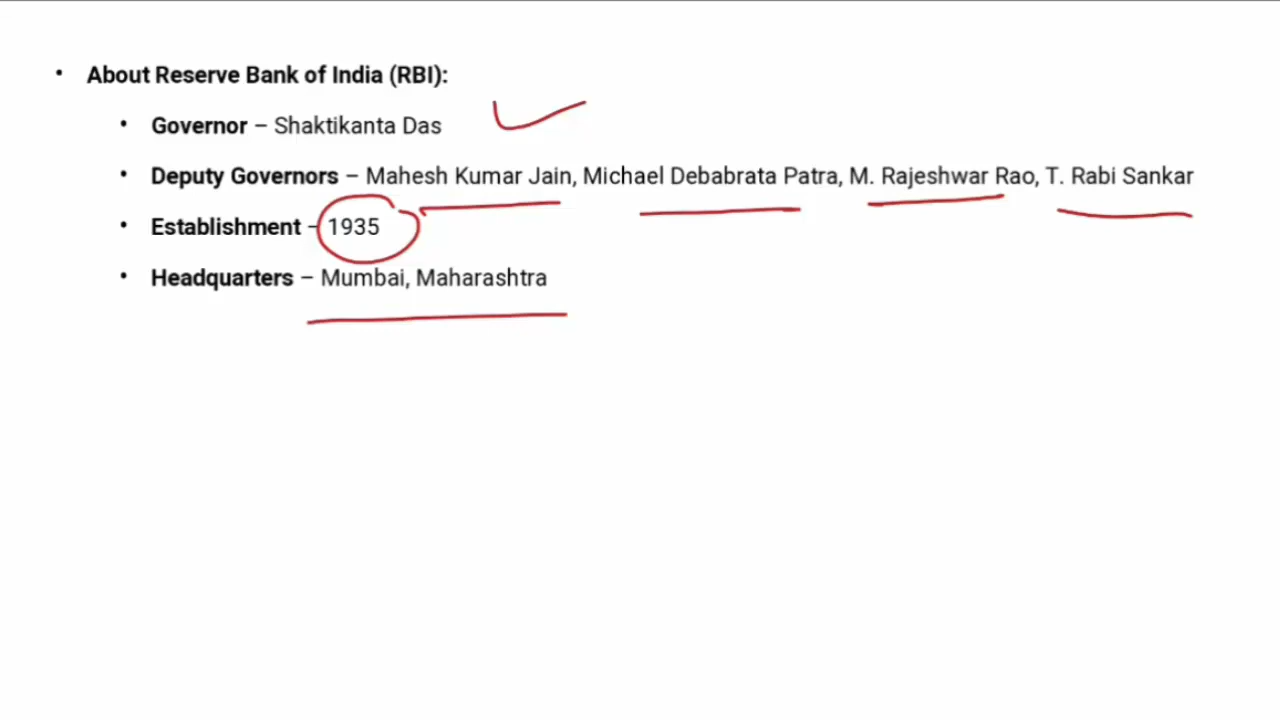 • About Reserve Bank of India (RBI):
• Governor – Shaktikanta Das
• Deputy Governors – Mahesh Kumar Jain, Michael Debabrata Patra, M. Rajeshwar Rao, T. Rabi Sankar
• Establishment – 1935
• Headquarters – Mumbai, Maharashtra